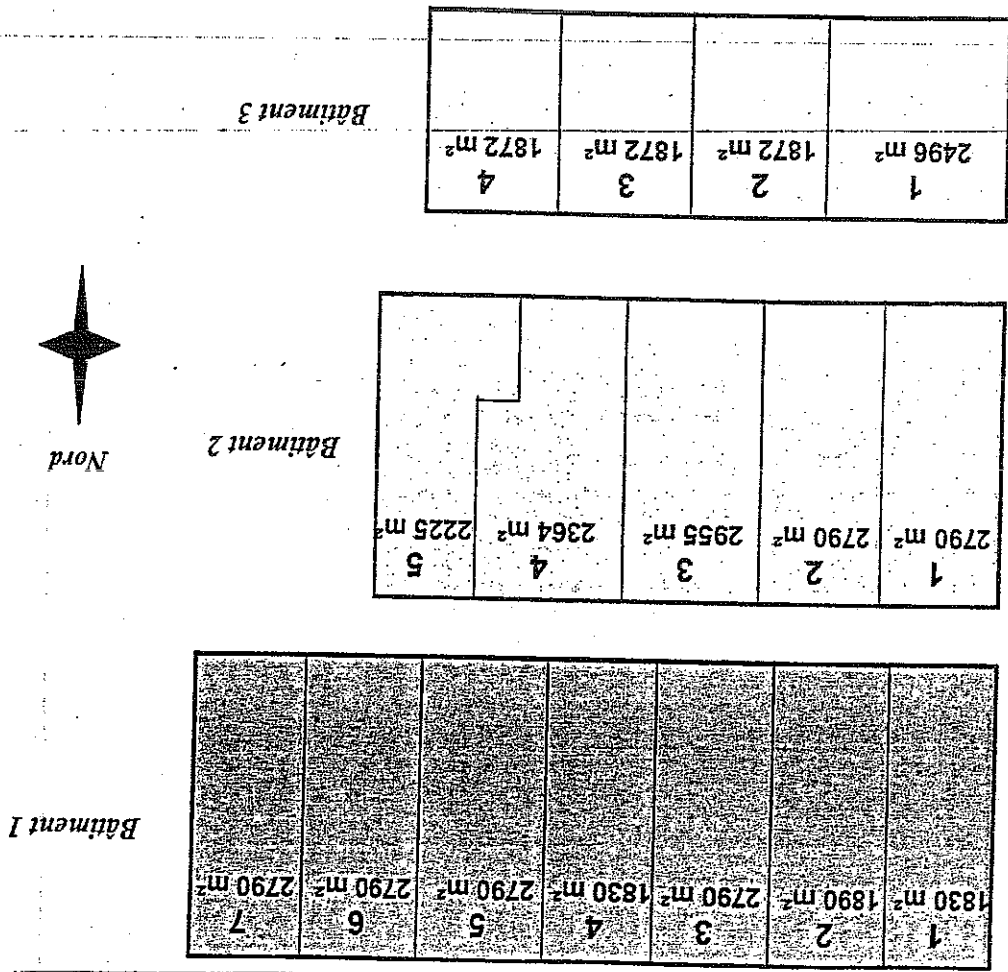 1 2 3 4 5 6 7
1830 m² 1890 m² 2790 m² 1830 m² 2790 m² 2790 m² 2790 m²
Bâtiment 1
1 2 3 4 5
2790 m² 2790 m² 2955 m² 2364 m² 2225 m²
Bâtiment 2
Nord
1 2 3 4
2496 m² 1872 m² 1872 m² 1872 m²
Bâtiment 3